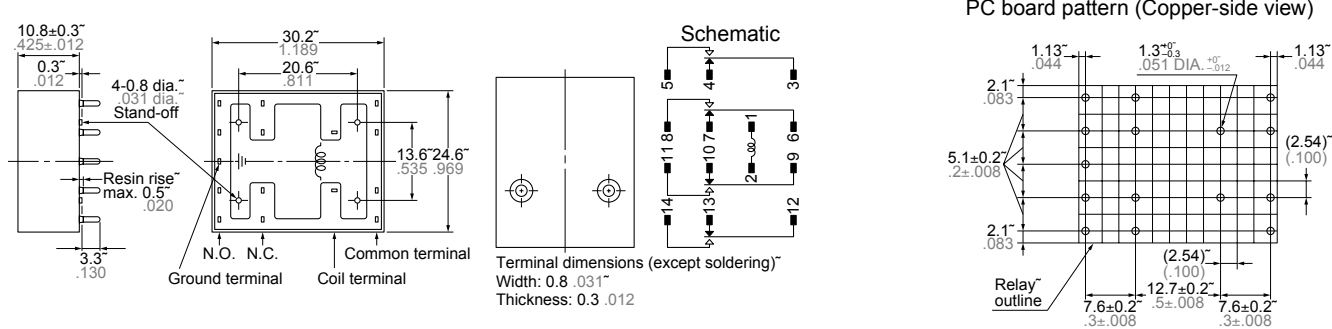 10.8±0.3~
.425±.012
0.3~
.012
Resin rise~
max. 0.5~
.020
3.3~
.130
30.2~
1.189
20.6~
.811
4-0.8 dia.~
.031 dia.~
Stand-off
13.6~
.535
24.6~
.969
N.O.
N.C.
Common terminal
Ground terminal
Coil terminal
Terminal dimensions (except soldering)~
Width: 0.8 .031~
Thickness: 0.3 .012
Schematic
5
4
3
8
7
1
6
11
10
2
9
14
13
12
PC board pattern (Copper-side view)
1.13~
.044
1.3 +0~ −0.3
.051 DIA. +0~ −.012
1.13~
.044
2.1~
.083
5.1±0.2~
.2±.008
(2.54)~
(.100)
2.1~
.083
(2.54)~
(.100)
Relay~
outline
7.6±0.2~
.3±.008
12.7±0.2~
.5±.008
7.6±0.2~
.3±.008